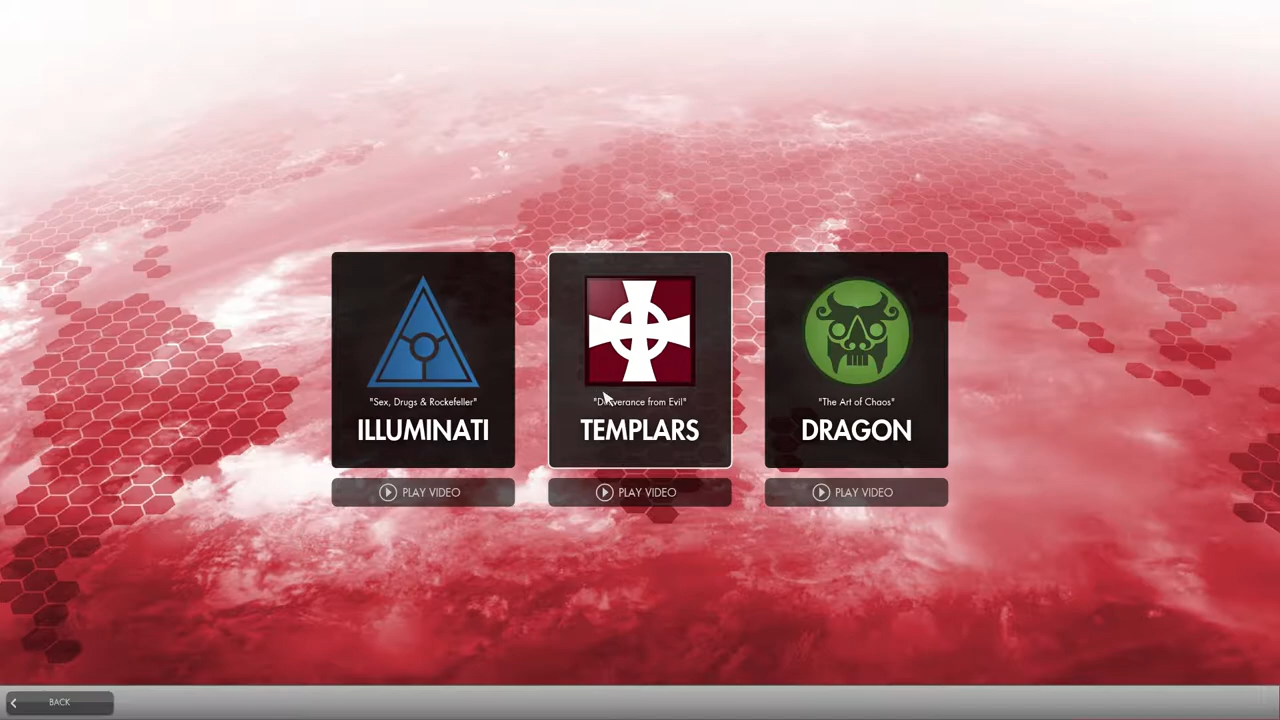 "Sex, Drugs & Rockefeller"
ILLUMINATI
PLAY VIDEO
"Deliverance from Evil"
TEMPLARS
PLAY VIDEO
"The Art of Chaos"
DRAGON
PLAY VIDEO
BACK